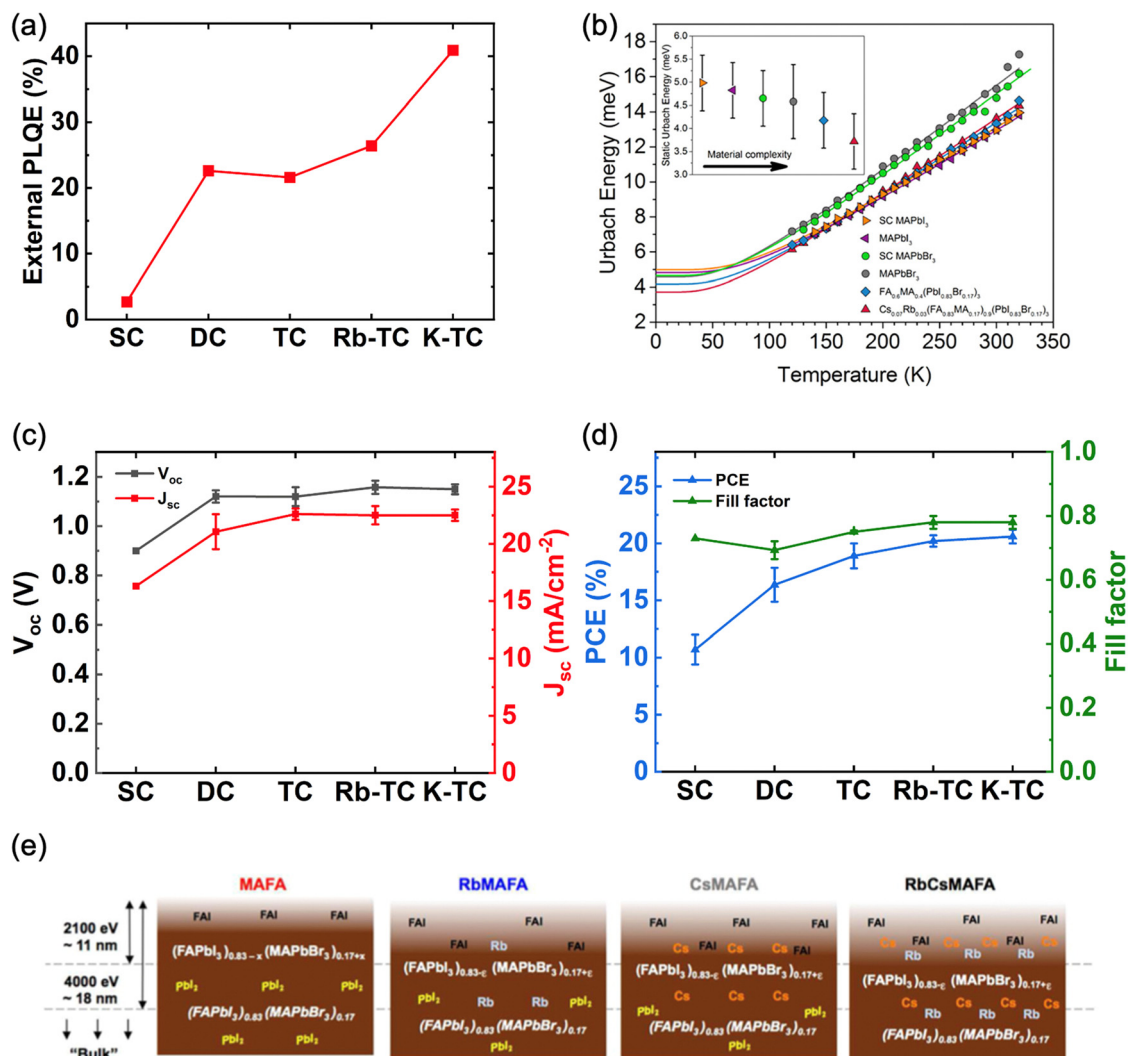 (a)
External PLQE (%)
40
30
20
10
0
SC DC TC Rb-TC K-TC
(b)
Urbach Energy (meV)
18
16
14
12
10
8
6
4
2
0 50 100 150 200 250 300 350
Temperature (K)
Static Urbach Energy (meV)
6.0
5.5
5.0
4.5
4.0
3.5
3.0
Material complexity
SC MAPbI₃
MAPbI₃
SC MAPbBr₃
MAPbBr₃
FA₀.₆MA₀.₄(PbI₀.₈₃Br₀.₁₇)₃
Cs₀.₀₇Rb₀.₀₃(FA₀.₈₃MA₀.₁₇)₀.₉(PbI₀.₈₃Br₀.₁₇)₃
(c)
V_oc
J_sc
V_oc (V)
1.2
1.0
0.8
0.6
0.4
0.2
0.0
25
20
15
10
5
0
J_sc (mA/cm⁻²)
SC DC TC Rb-TC K-TC
(d)
PCE
Fill factor
PCE (%)
25
20
15
10
5
0
1.0
0.8
0.6
0.4
0.2
0.0
Fill factor
SC DC TC Rb-TC K-TC
(e)
2100 eV
~ 11 nm
4000 eV
~ 18 nm
"Bulk"
MAFA
FAI FAI FAI
(FAPbI₃)₀.₈₃₋ₓ (MAPbBr₃)₀.₁₇₊ₓ
PbI₂ PbI₂ PbI₂
(FAPbI₃)₀.₈₃(MAPbBr₃)₀.₁₇
PbI₂ PbI₂
RbMAFA
FAI FAI
FAI Rb FAI
(FAPbI₃)₀.₈₃₋ε (MAPbBr₃)₀.₁₇₊ε
PbI₂ Rb Rb PbI₂
(FAPbI₃)₀.₈₃(MAPbBr₃)₀.₁₇
PbI₂
CsMAFA
FAI FAI FAI
Cs FAI Cs Cs FAI
(FAPbI₃)₀.₈₃₋ε (MAPbBr₃)₀.₁₇₊ε
Cs Cs Cs
PbI₂ Cs Cs PbI₂
(FAPbI₃)₀.₈₃(MAPbBr₃)₀.₁₇
PbI₂
RbCsMAFA
FAI FAI FAI
Cs FAI Cs Cs FAI Cs
Rb Rb Rb
(FAPbI₃)₀.₈₃₋ε (MAPbBr₃)₀.₁₇₊ε
Cs Cs Cs Cs
Rb Rb Rb
(FAPbI₃)₀.₈₃(MAPbBr₃)₀.₁₇